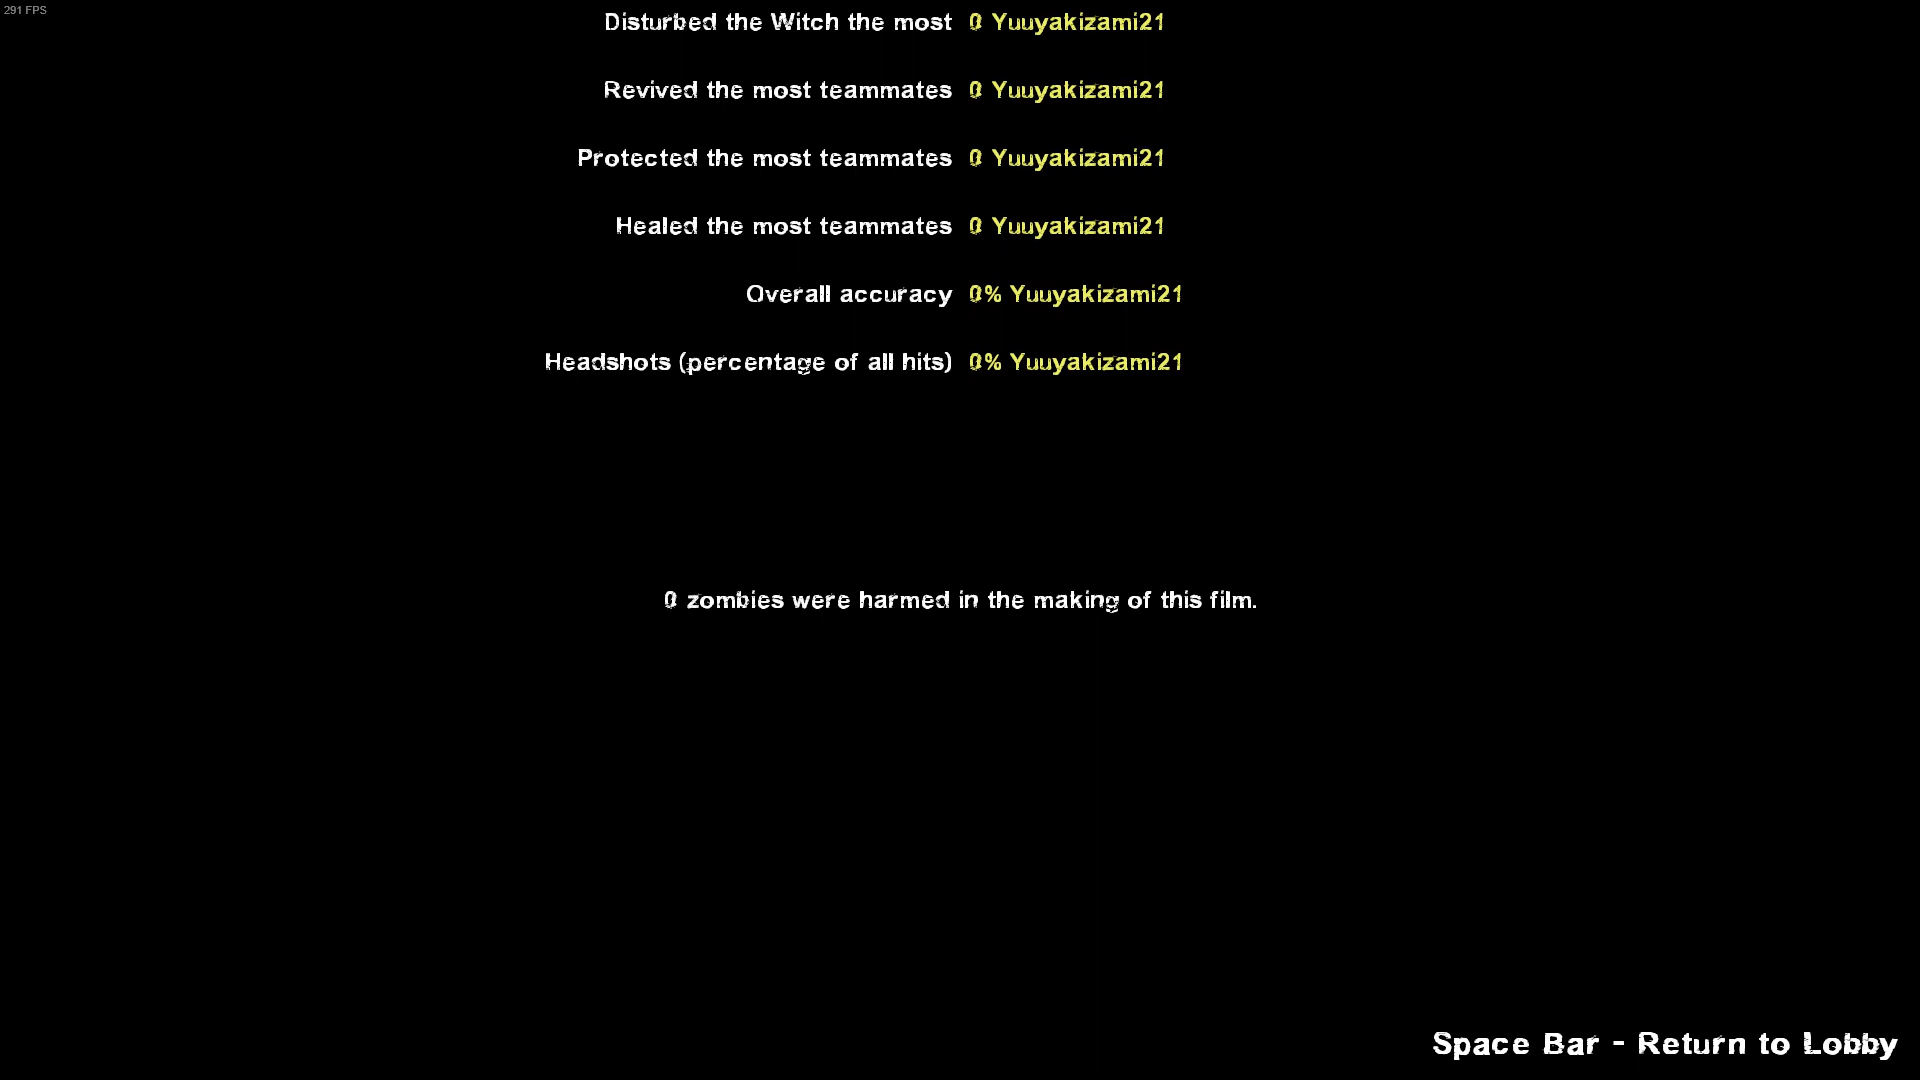 291 FPS
Disturbed the Witch the most 0 Yuuyakizami21
Revived the most teammates 0 Yuuyakizami21
Protected the most teammates 0 Yuuyakizami21
Healed the most teammates 0 Yuuyakizami21
Overall accuracy 0% Yuuyakizami21
Headshots (percentage of all hits) 0% Yuuyakizami21
0 zombies were harmed in the making of this film.
Space Bar - Return to Lobby